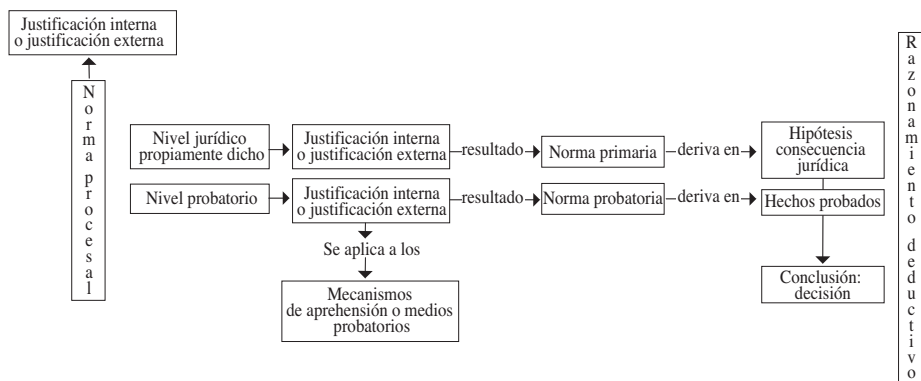 Justificación interna
o justificación externa
Norma procesal
Nivel jurídico
propiamente dicho
Justificación interna
o justificación externa
resultado
Norma primaria
deriva en
Hipótesis
consecuencia
jurídica
Nivel probatorio
Justificación interna
o justificación externa
resultado
Norma probatoria
deriva en
Hechos probados
Se aplica a los
Mecanismos
de aprehensión o medios
probatorios
Conclusión:
decisión
Razonamiento deductivo